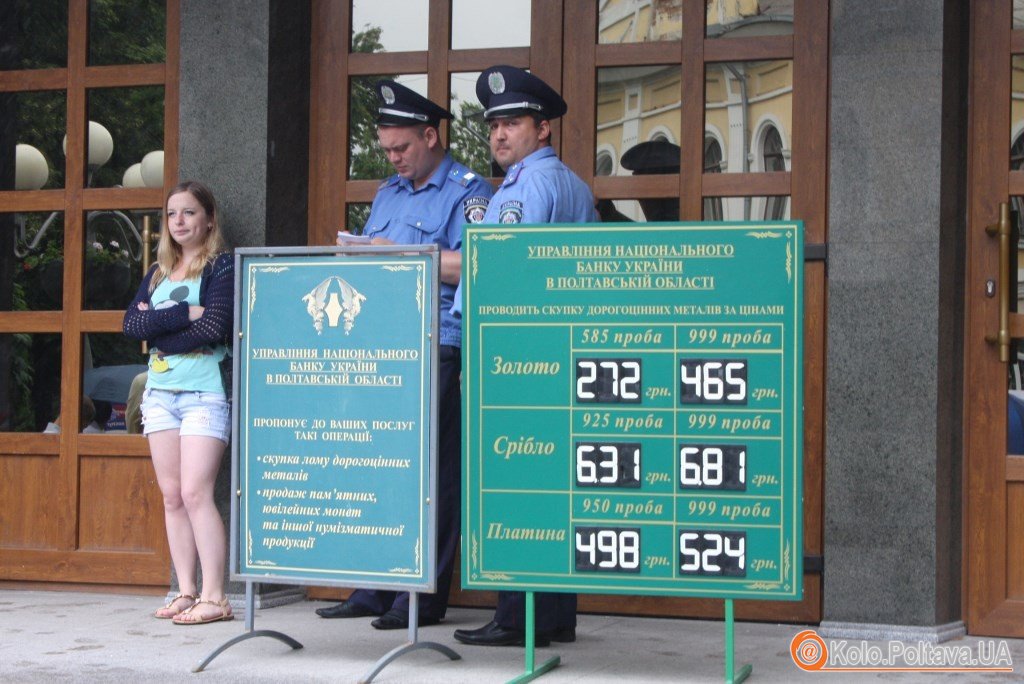 УПРАВЛІННЯ НАЦІОНАЛЬНОГО
БАНКУ УКРАЇНИ
В ПОЛТАВСЬКІЙ ОБЛАСТІ
ПРОПОНУЄ ДО ВАШИХ ПОСЛУГ
ТАКІ ОПЕРАЦІЇ:
• скупка лому дорогоцінних
металів
• продаж пам'ятних,
ювілейних монет
та іншої нумізматичної
продукції
УПРАВЛІННЯ НАЦІОНАЛЬНОГО
БАНКУ УКРАЇНИ
В ПОЛТАВСЬКІЙ ОБЛАСТІ
ПРОВОДИТЬ СКУПКУ ДОРОГОЦІННИХ МЕТАЛІВ ЗА ЦІНАМИ
585 проба 999 проба
Золото 272 грн. 465 грн.
925 проба 999 проба
Срібло 6.31 грн. 6.81 грн.
950 проба 999 проба
Платина 498 грн. 524 грн.
УКРАЇНА
@Kolo.Poltava.UA